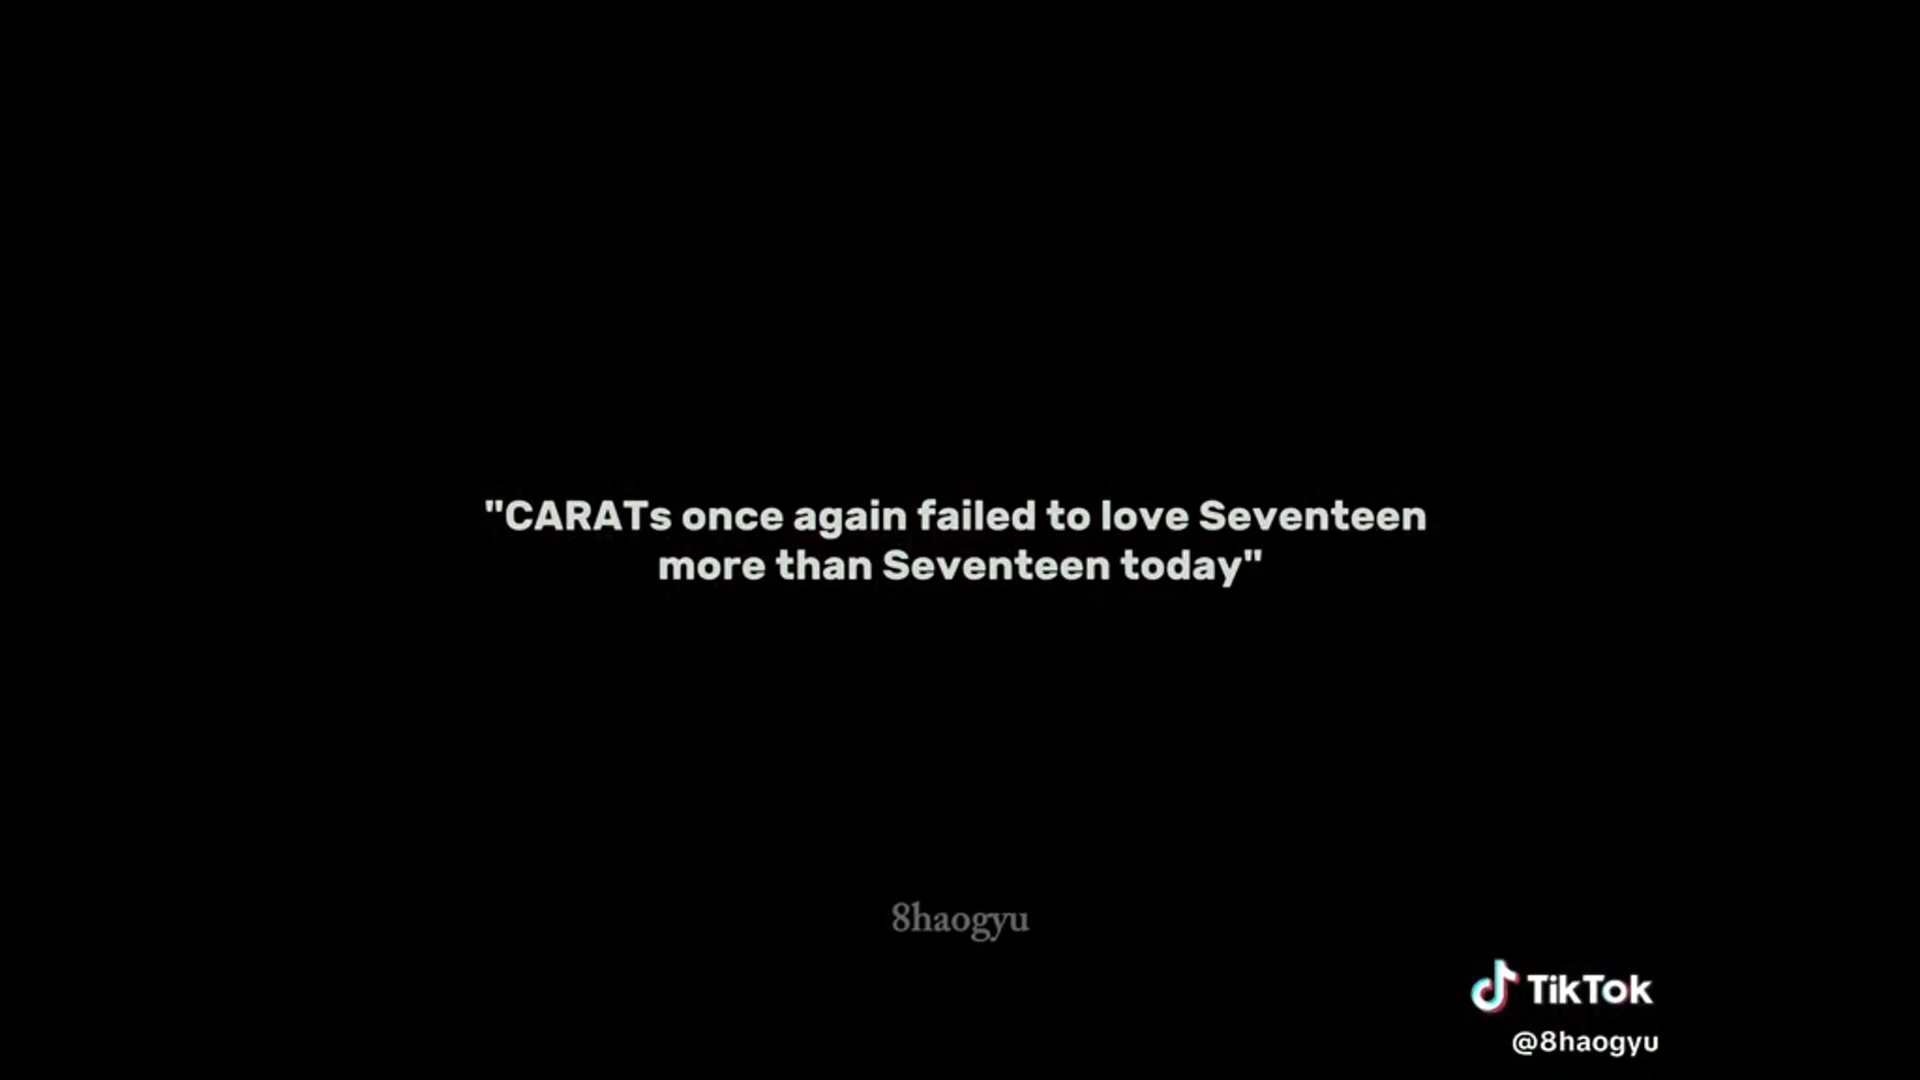 "CARATs once again failed to love Seventeen
more than Seventeen today"
8haogyu
TikTok
@8haogyu